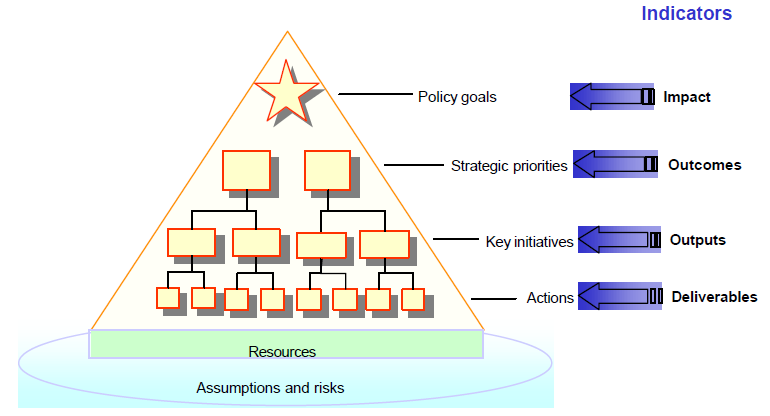 Indicators
Policy goals
Impact
Strategic priorities
Outcomes
Key initiatives
Outputs
Actions
Deliverables
Resources
Assumptions and risks